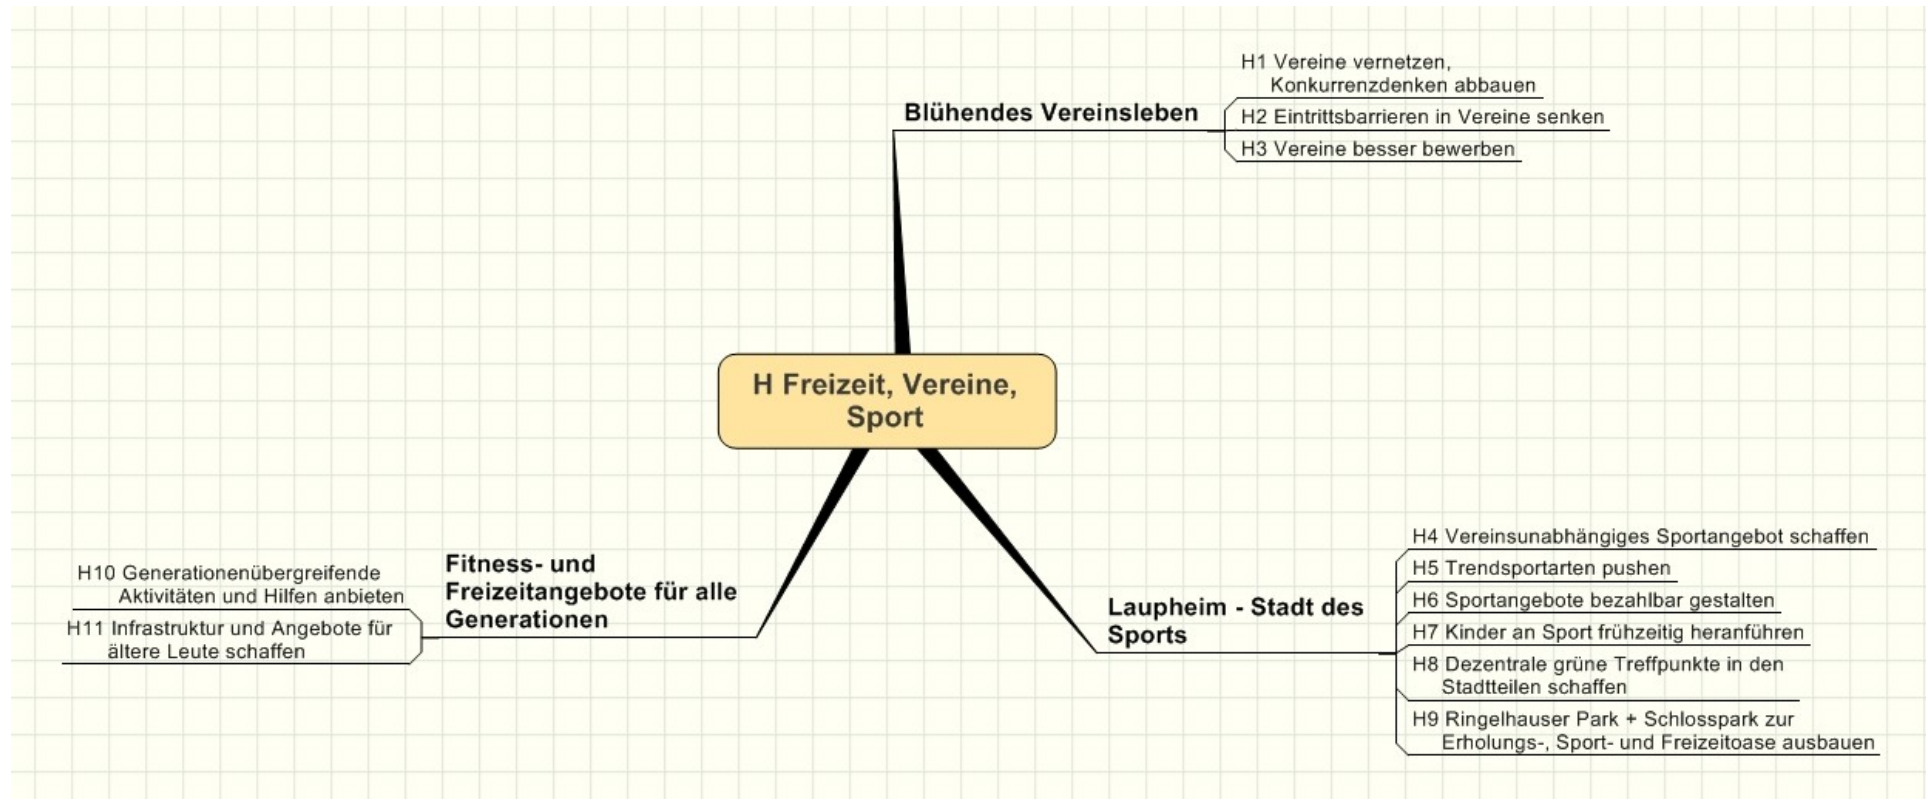 H1 Vereine vernetzen,
Konkurrenzdenken abbauen
Blühendes Vereinsleben
H2 Eintrittsbarrieren in Vereine senken
H3 Vereine besser bewerben
H Freizeit, Vereine,
Sport
Fitness- und
Freizeitangebote für alle
Generationen
H10 Generationenübergreifende
Aktivitäten und Hilfen anbieten
H11 Infrastruktur und Angebote für
ältere Leute schaffen
Laupheim - Stadt des
Sports
H4 Vereinsunabhängiges Sportangebot schaffen
H5 Trendsportarten pushen
H6 Sportangebote bezahlbar gestalten
H7 Kinder an Sport frühzeitig heranführen
H8 Dezentrale grüne Treffpunkte in den
Stadtteilen schaffen
H9 Ringelhauser Park + Schlosspark zur
Erholungs-, Sport- und Freizeitoase ausbauen